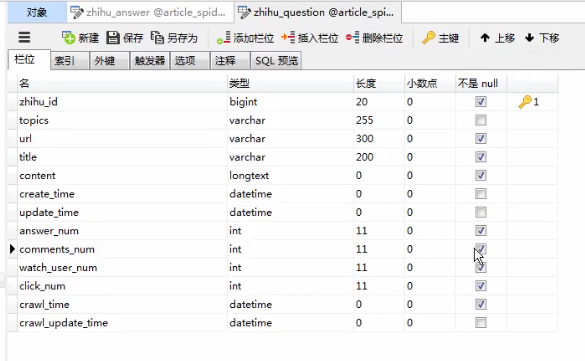 对象 zhihu_answer @article_spid... zhihu_question @article_spi...
新建 保存 另存为 添加栏位 插入栏位 删除栏位 主键 上移 下移
栏位 索引 外键 触发器 选项 注释 SQL 预览
名 类型 长度 小数点 不是 null
zhihu_id bigint 20 0 1
topics varchar 255 0
url varchar 300 0
title varchar 200 0
content longtext 0 0
create_time datetime 0 0
update_time datetime 0 0
answer_num int 11 0
comments_num int 11 0
watch_user_num int 11 0
click_num int 11 0
crawl_time datetime 0 0
crawl_update_time datetime 0 0